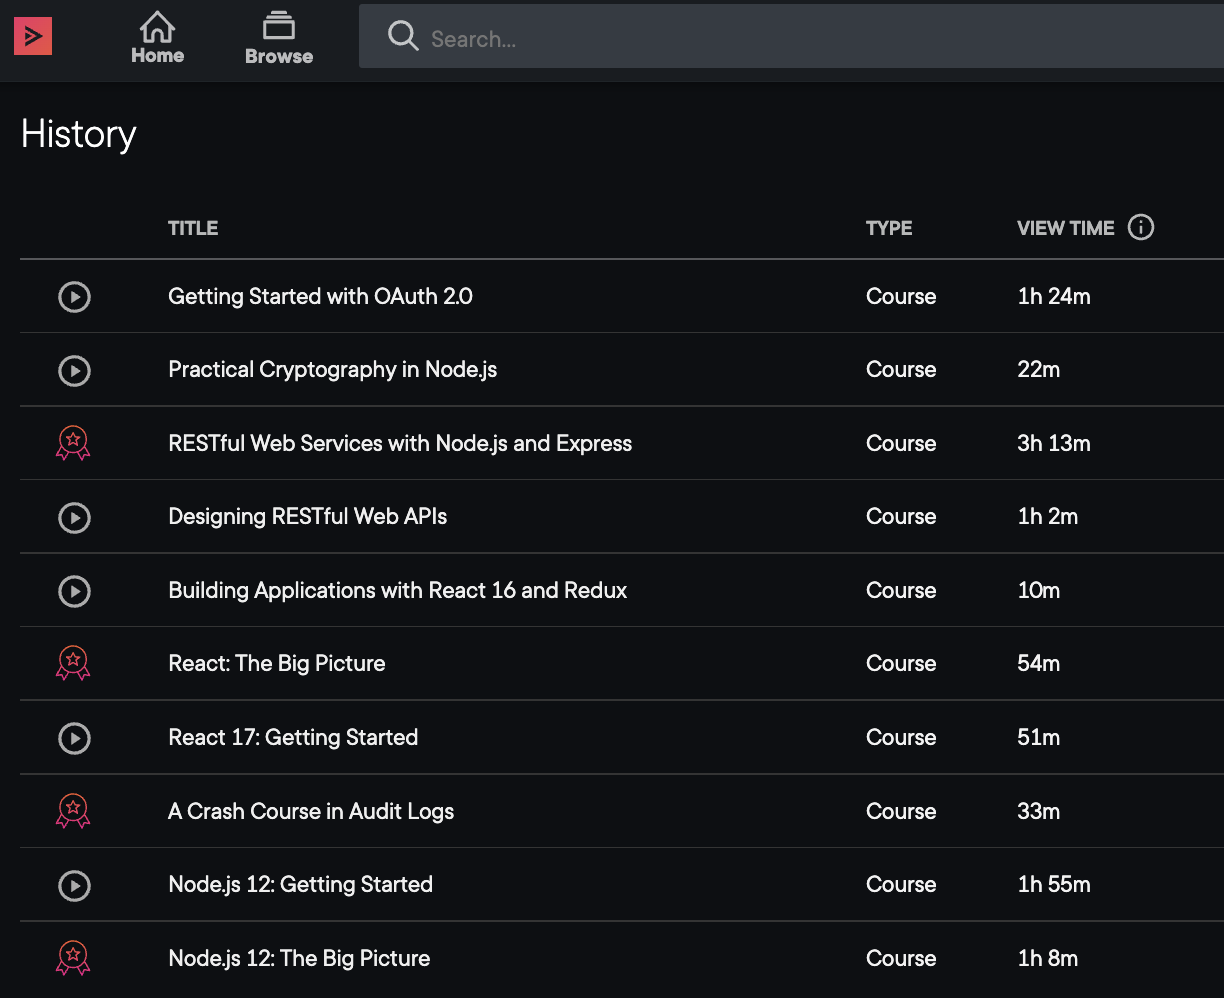 Home
Browse
Search...
History
TITLE TYPE VIEW TIME
Getting Started with OAuth 2.0 Course 1h 24m
Practical Cryptography in Node.js Course 22m
RESTful Web Services with Node.js and Express Course 3h 13m
Designing RESTful Web APIs Course 1h 2m
Building Applications with React 16 and Redux Course 10m
React: The Big Picture Course 54m
React 17: Getting Started Course 51m
A Crash Course in Audit Logs Course 33m
Node.js 12: Getting Started Course 1h 55m
Node.js 12: The Big Picture Course 1h 8m